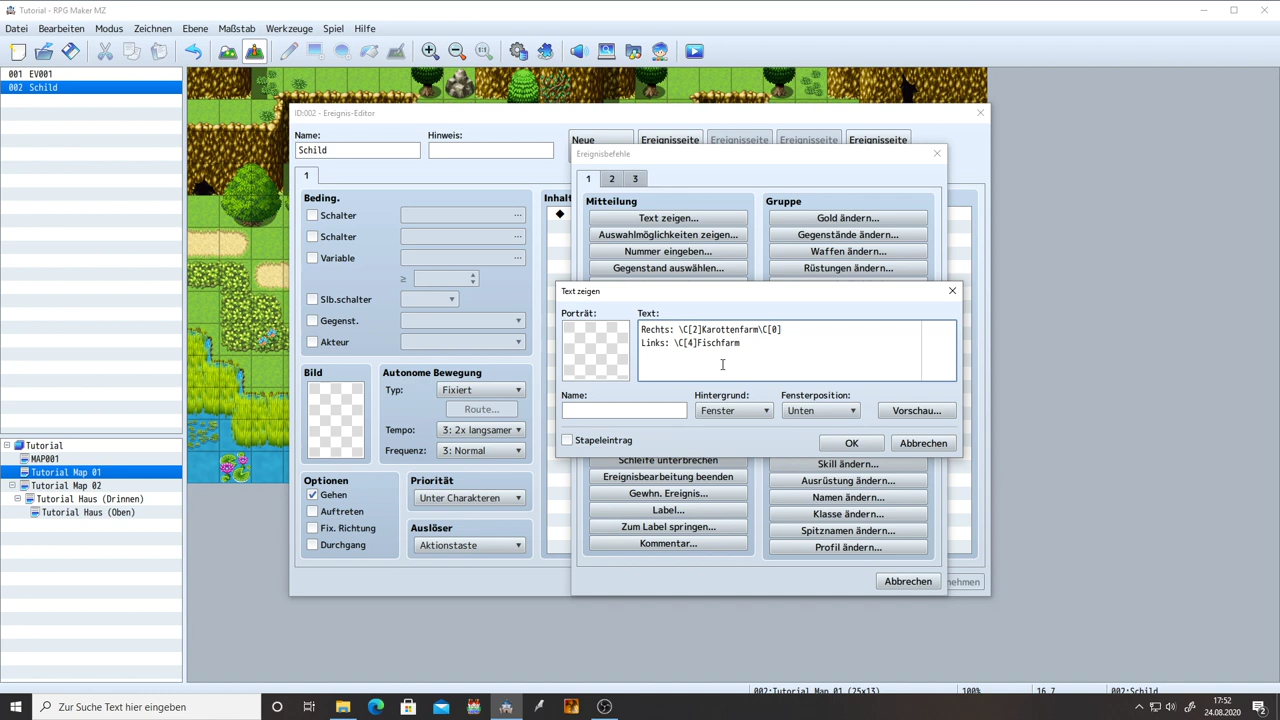 Tutorial - RPG Maker MZ
Datei Bearbeiten Modus Zeichnen Ebene Maßstab Werkzeuge Spiel Hilfe
001 EV001
002 Schild
ID:002 - Ereignis-Editor
Name:
Hinweis:
Schild
Neue
Ereignisseite
Ereignisseite
Ereignisseite
Ereignisseite
1
Beding.
Schalter
...
Schalter
...
Variable
...
≥
Slb.schalter
Gegenst.
Akteur
Bild
Autonome Bewegung
Typ:
Fixiert
Route...
Tempo:
3: 2x langsamer
Frequenz:
3: Normal
Optionen
Gehen
Auftreten
Fix. Richtung
Durchgang
Priorität
Unter Charakteren
Auslöser
Aktionstaste
Inhalt
◆
Ereignisbefehle
1 2 3
Mitteilung
Text zeigen...
Auswahlmöglichkeiten zeigen...
Nummer eingeben...
Gegenstand auswählen...
Gruppe
Gold ändern...
Gegenstände ändern...
Waffen ändern...
Rüstungen ändern...
Text zeigen
Porträt:
Text:
Rechts: \C[2]Karottenfarm\C[0]
Links: \C[4]Fischfarm
Name:
Hintergrund:
Fenster
Fensterposition:
Unten
Vorschau...
Stapeleintrag
OK
Abbrechen
Schleife unterbrechen
Ereignisbearbeitung beenden
Gewhn. Ereignis...
Label...
Zum Label springen...
Kommentar...
Skill ändern...
Ausrüstung ändern...
Namen ändern...
Klasse ändern...
Spitznamen ändern...
Profil ändern...
Abbrechen
nehmen
Tutorial
MAP001
Tutorial Map 01
Tutorial Map 02
Tutorial Haus (Drinnen)
Tutorial Haus (Oben)
002:Tutorial Map 01 (25x13)
100%
16,7
002:Schild
Zur Suche Text hier eingeben
17:52
24.08.2020
2